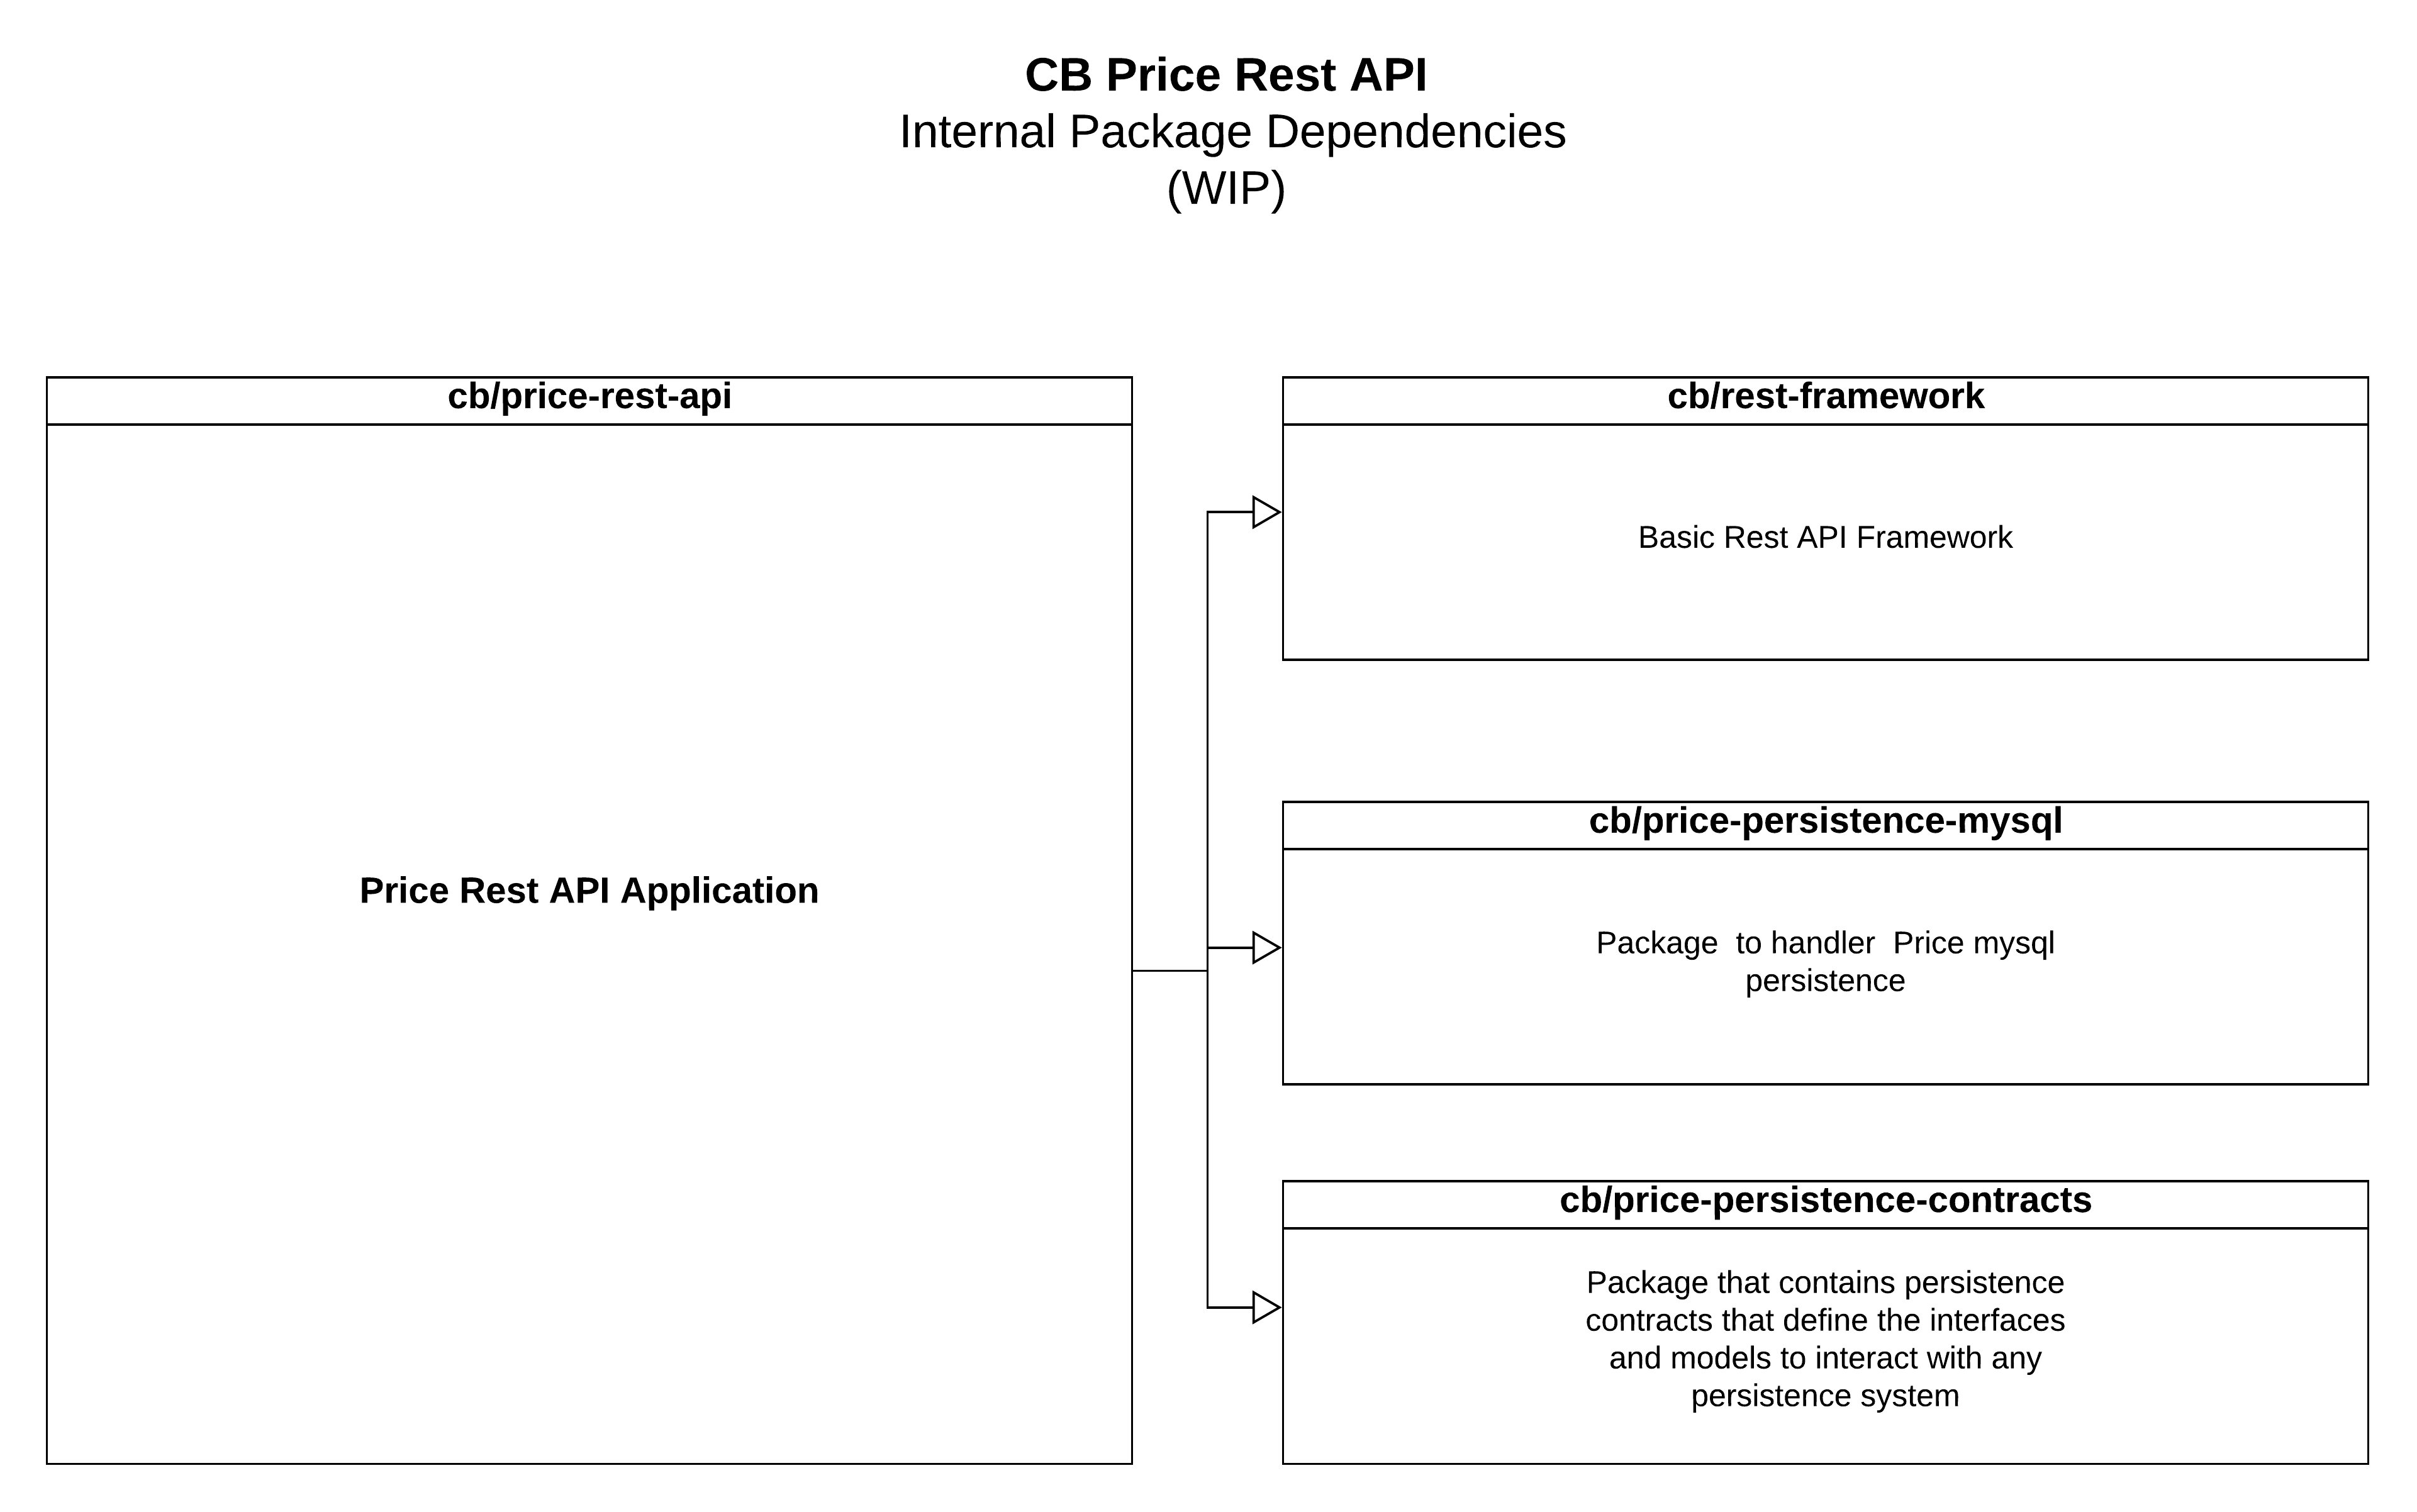 CB Price Rest API
Internal Package Dependencies
(WIP)
cb/price-rest-api
Price Rest API Application
cb/rest-framework
Basic Rest API Framework
cb/price-persistence-mysql
Package  to handler  Price mysql
persistence
cb/price-persistence-contracts
Package that contains persistence
contracts that define the interfaces
and models to interact with any
persistence system